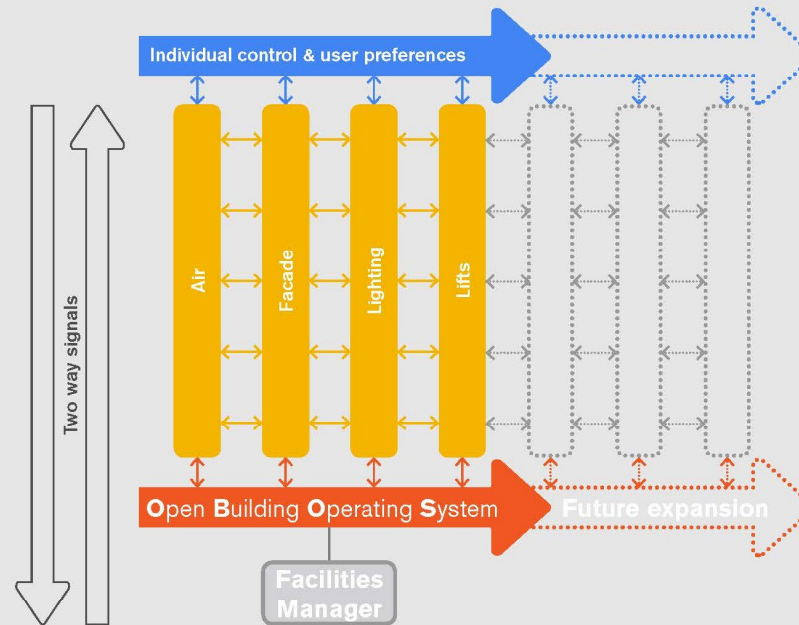 Individual control & user preferences
Two way signals
Air
Facade
Lighting
Lifts
Open Building Operating System
Future expansion
Facilities
Manager